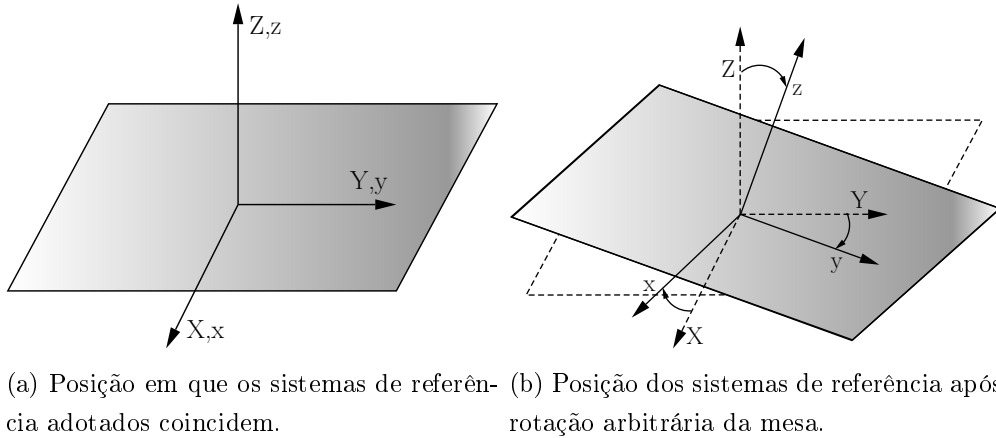 Z,z
Y,y
X,x
Z
z
Y
y
x
X
(a) Posição em que os sistemas de referên-
cia adotados coincidem.
(b) Posição dos sistemas de referência após
rotação arbitrária da mesa.